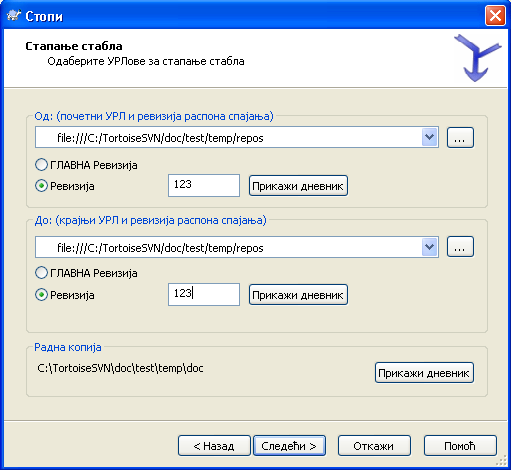 Стопи
Стапање стабла
Одаберите УРЛове за стапање стабла
Од: (почетни УРЛ и ревизија распона спајања)
file:///C:/TortoiseSVN/doc/test/temp/repos
...
ГЛАВНА Ревизија
Ревизија 123 Прикажи дневник
До: (крајњи УРЛ и ревизија распона спајања)
file:///C:/TortoiseSVN/doc/test/temp/repos
...
ГЛАВНА Ревизија
Ревизија 123 Прикажи дневник
Радна копија
C:\TortoiseSVN\doc\test\temp\doc Прикажи дневник
< Назад Следећи > Откажи Помоћ